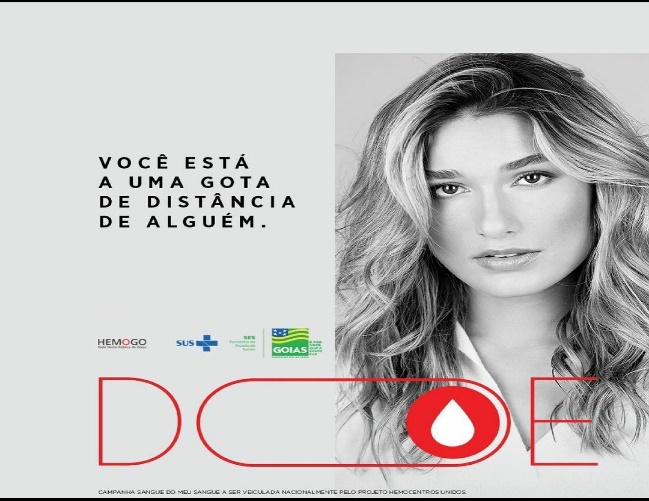 VOCÊ ESTÁ
A UMA GOTA
DE DISTÂNCIA
DE ALGUÉM.
HEMOGO
SUS
SES
GOIÁS
DOE
CAMPANHA SANGUE DO MEU SANGUE A SER VEICULADA NACIONALMENTE PELO PROJETO HEMOCENTROS UNIDOS.